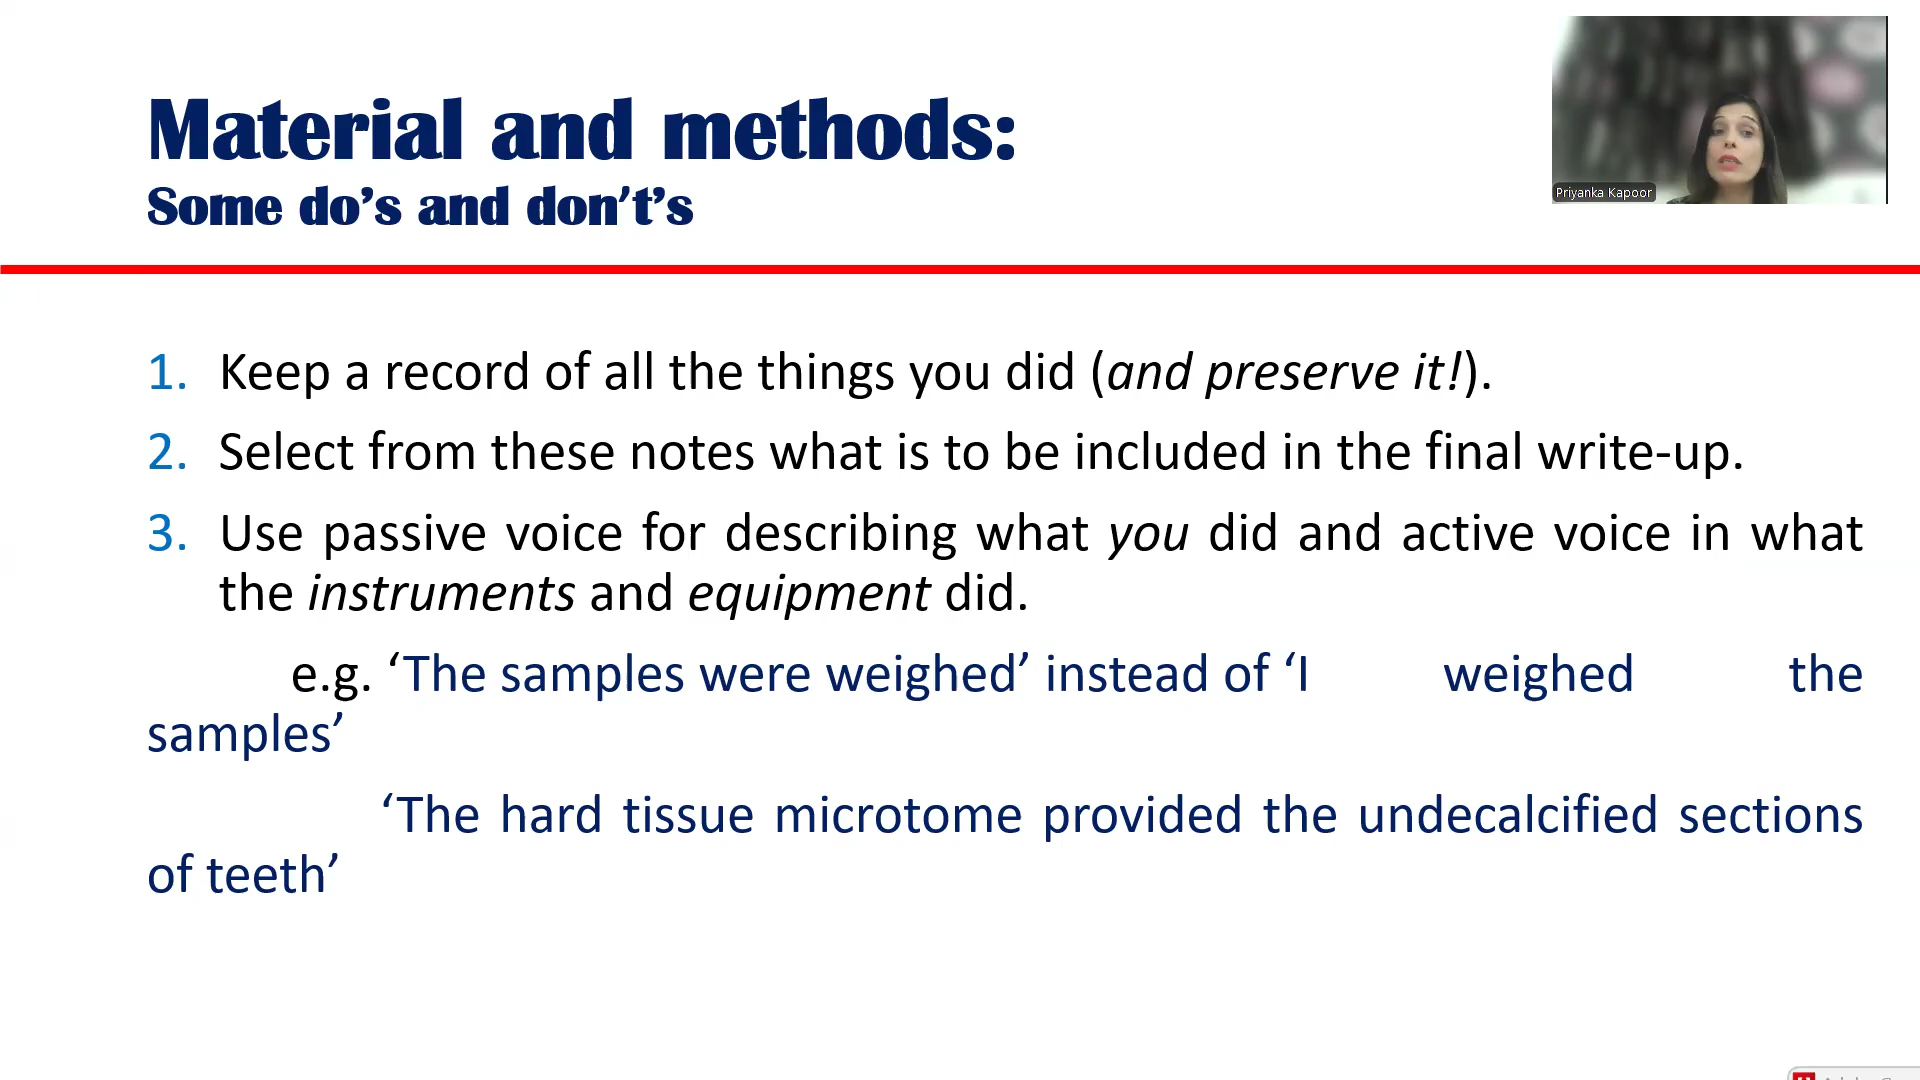 Material and methods:
Some do’s and don't’s
Priyanka Kapoor
1. Keep a record of all the things you did (and preserve it!).
2. Select from these notes what is to be included in the final write-up.
3. Use passive voice for describing what you did and active voice in what
the instruments and equipment did.
e.g. ‘The samples were weighed’ instead of ‘I weighed the
samples’
‘The hard tissue microtome provided the undecalcified sections
of teeth’